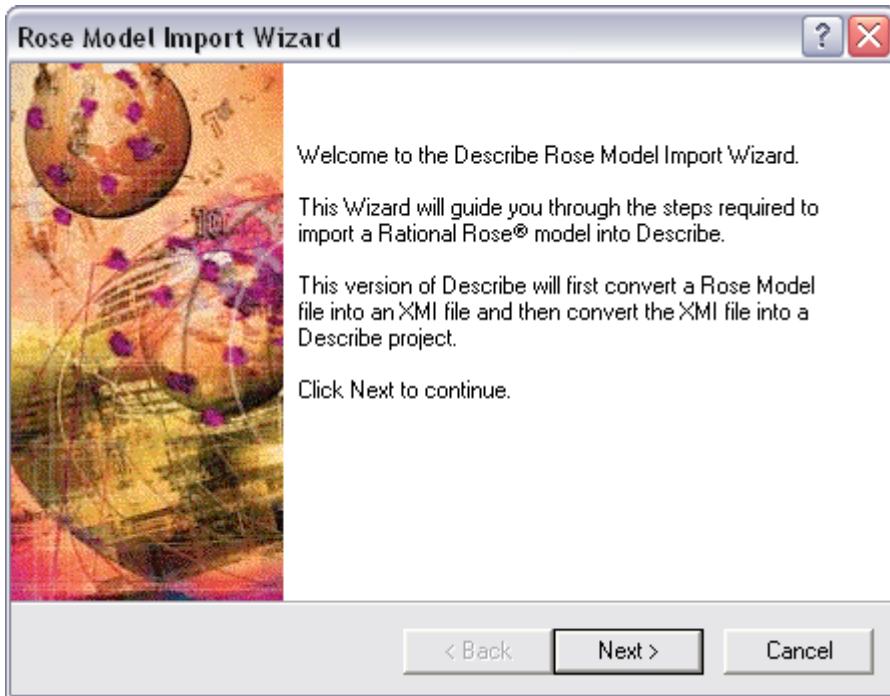 Rose Model Import Wizard
?
Welcome to the Describe Rose Model Import Wizard.
This Wizard will guide you through the steps required to
import a Rational Rose® model into Describe.
This version of Describe will first convert a Rose Model
file into an XMI file and then convert the XMI file into a
Describe project.
Click Next to continue.
< Back
Next >
Cancel